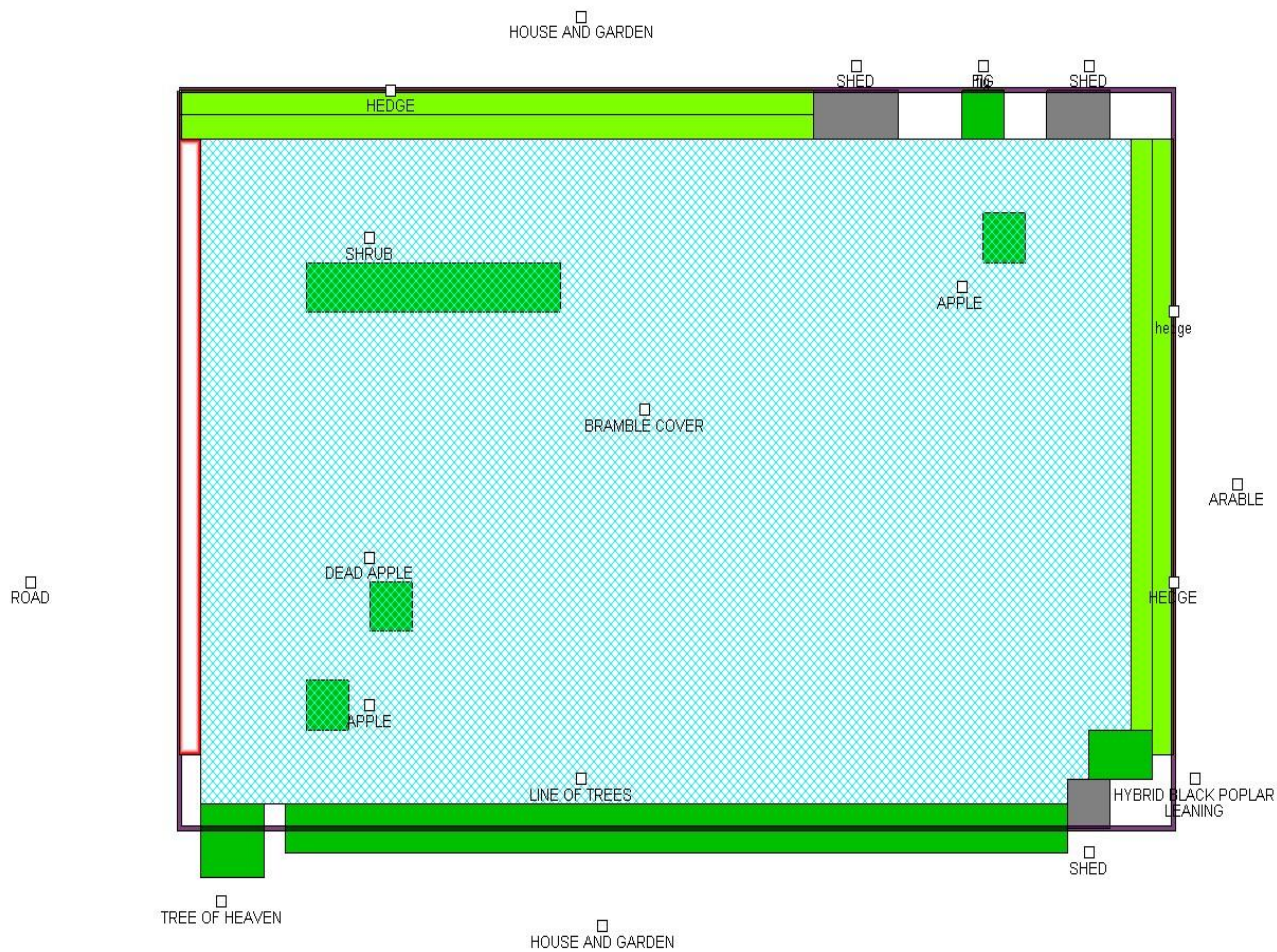 HOUSE AND GARDEN
SHED
FIG
SHED
HEDGE
SHRUB
APPLE
hedge
BRAMBLE COVER
ARABLE
DEAD APPLE
ROAD
HEDGE
APPLE
LINE OF TREES
HYBRID BLACK POPLAR
LEANING
SHED
TREE OF HEAVEN
HOUSE AND GARDEN